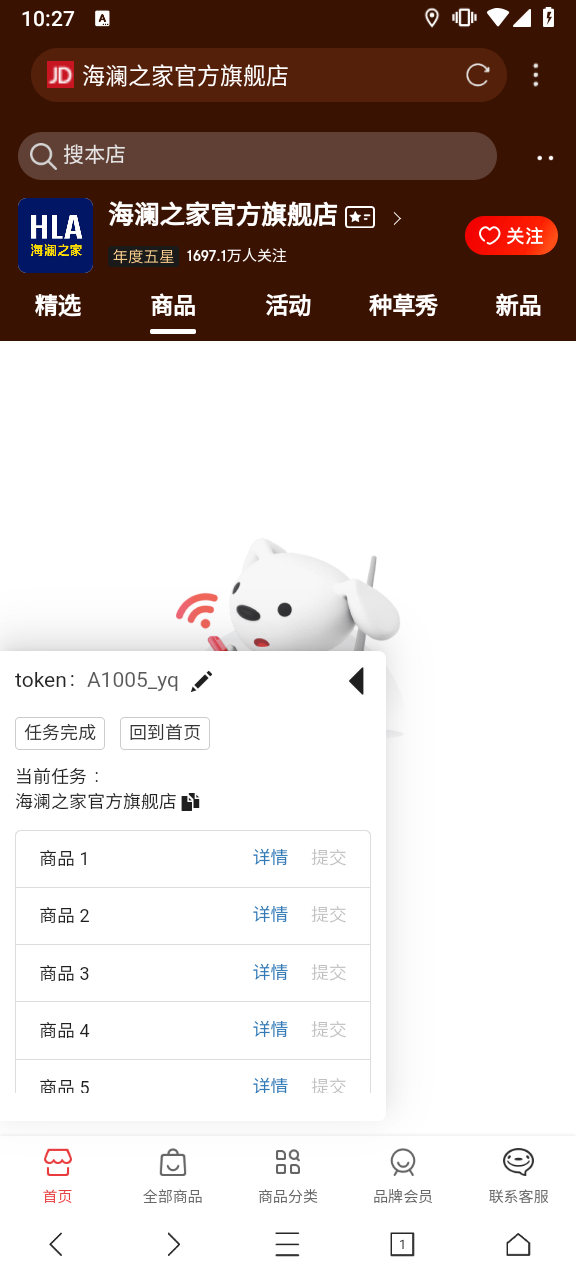 10:27
A
JD 海澜之家官方旗舰店
搜本店
HLA
海澜之家
海澜之家官方旗舰店
年度五星 1697.1万人关注
关注
精选 商品 活动 种草秀 新品
token： A1005_yq
任务完成 回到首页
当前任务：
海澜之家官方旗舰店
商品 1 详情 提交
商品 2 详情 提交
商品 3 详情 提交
商品 4 详情 提交
商品 5 详情 提交
首页 全部商品 商品分类 品牌会员 联系客服
1